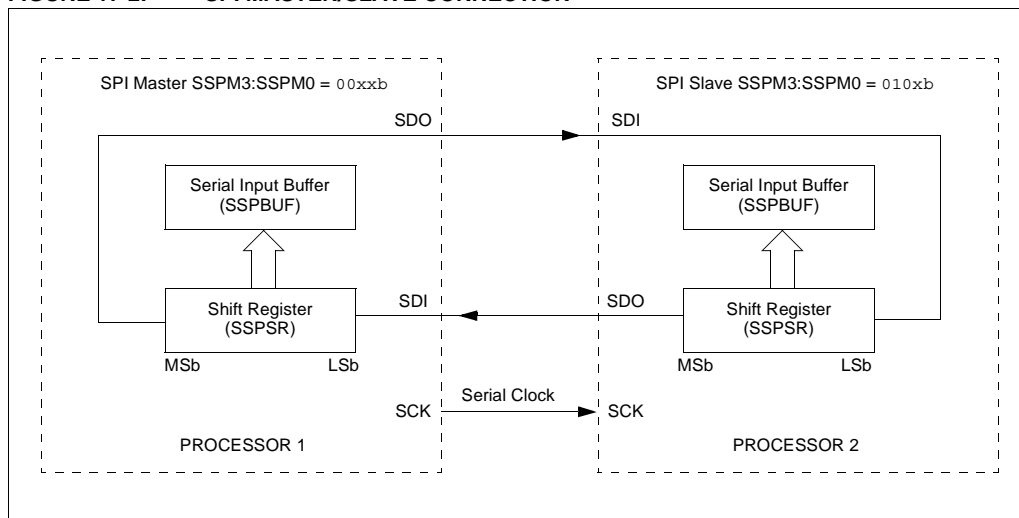 SPI Master SSPM3:SSPM0 = 00xxb
SPI Slave SSPM3:SSPM0 = 010xb
SDO
SDI
Serial Input Buffer
(SSPBUF)
Serial Input Buffer
(SSPBUF)
Shift Register
(SSPSR)
SDI
SDO
Shift Register
(SSPSR)
MSb
LSb
MSb
LSb
Serial Clock
SCK
SCK
PROCESSOR 1
PROCESSOR 2